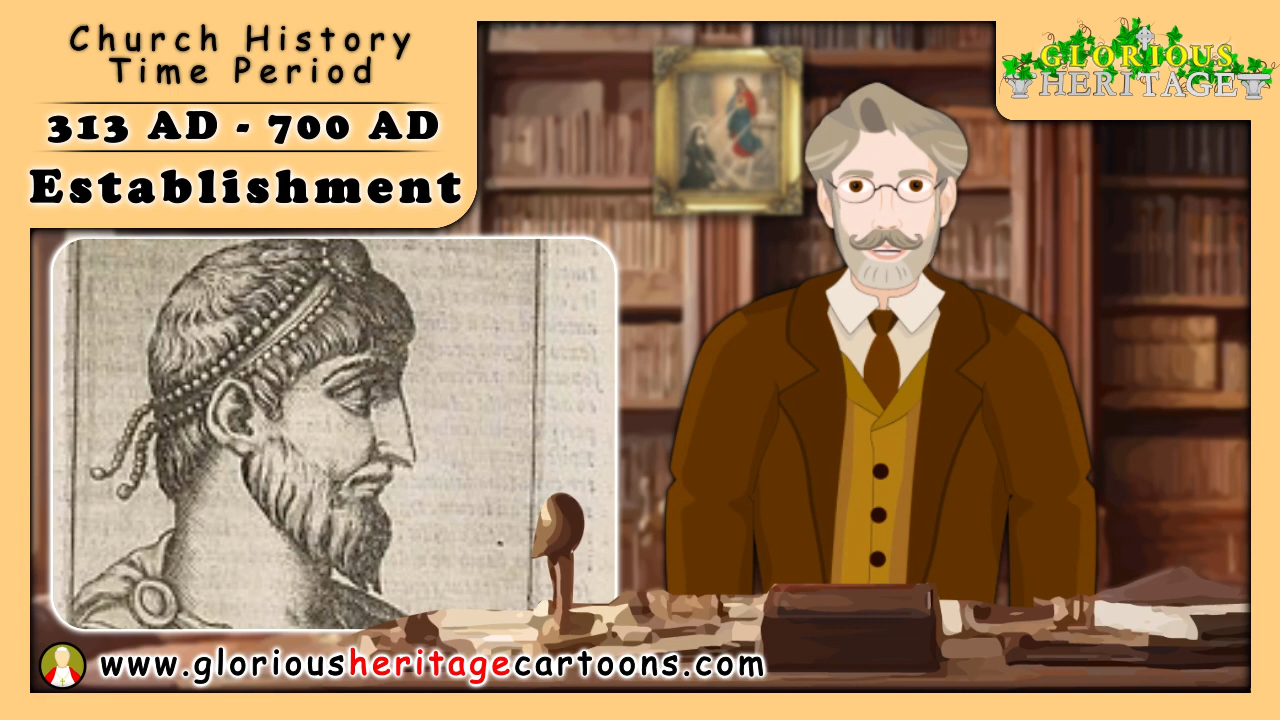 Church History
Time Period
313 AD - 700 AD
Establishment
GLORIOUS
HERITAGE
www.gloriousheritagecartoons.com